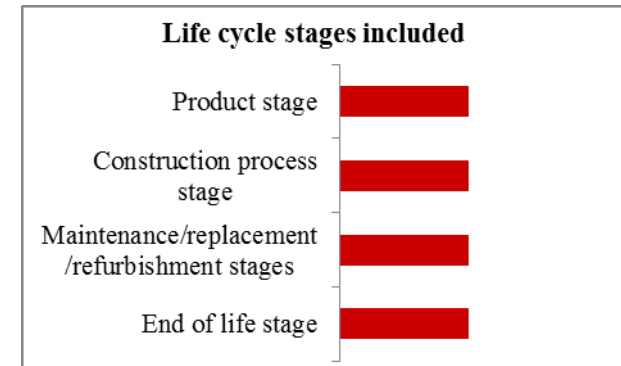 Life cycle stages included
Product stage
Construction process
stage
Maintenance/replacement
/refurbishment stages
End of life stage